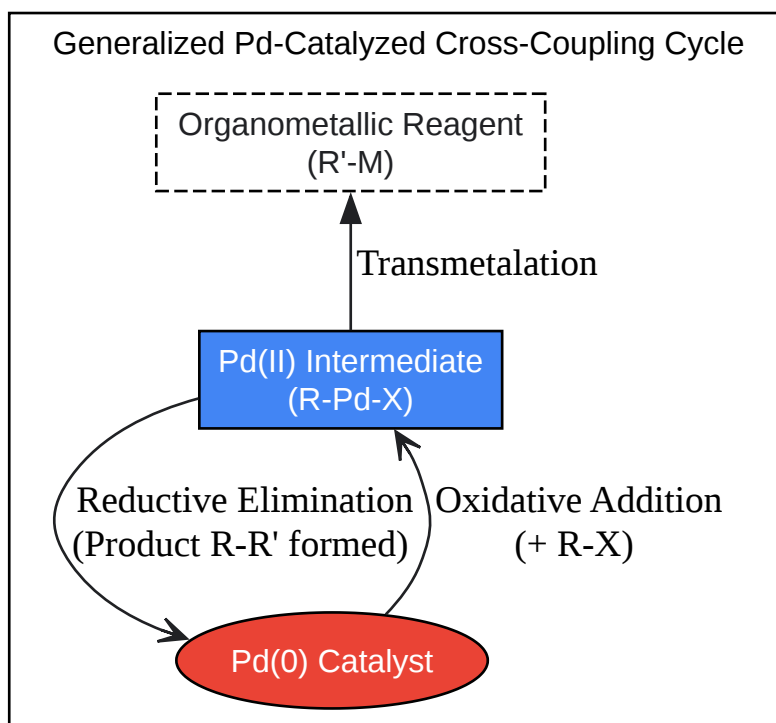 Generalized Pd-Catalyzed Cross-Coupling Cycle
Organometallic Reagent
(R'-M)
Transmetalation
Pd(II) Intermediate
(R-Pd-X)
Reductive Elimination
(Product R-R' formed)
Oxidative Addition
(+ R-X)
Pd(0) Catalyst